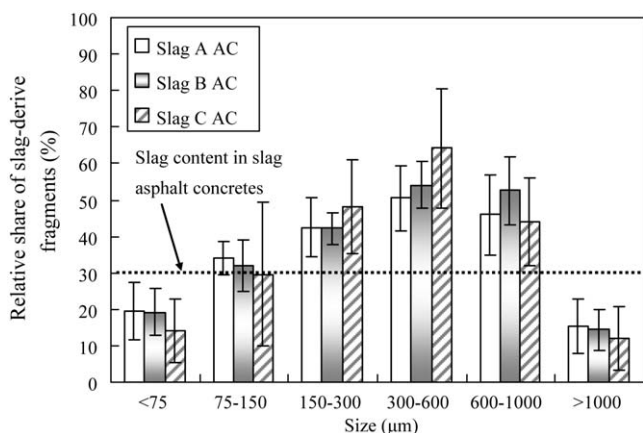 Relative share of slag-derive
fragments (%)
100
90
80
70
60
50
40
30
20
10
0
Slag A AC
Slag B AC
Slag C AC
Slag content in slag
asphalt concretes
<75 75-150 150-300 300-600 600-1000 >1000
Size (μm)